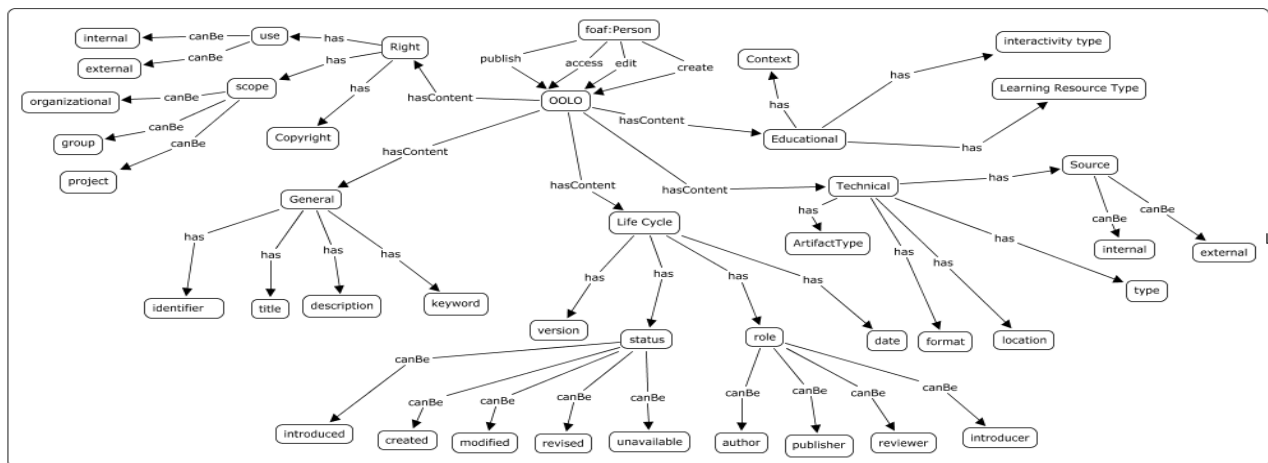 foaf:Person
internal
canBe
use
has
Right
interactivity type
publish
access
edit
create
Context
canBe
external
has
has
scope
has
Learning Resource Type
organizational
canBe
hasContent
OOLO
has
hasContent
canBe
group
Copyright
Educational
has
canBe
project
hasContent
Source
hasContent
hasContent
Technical
has
General
Life Cycle
has
canBe
canBe
ArtifactType
internal
external
has
has
has
has
has
has
has
has
has
has
has
has
type
identifier
title
description
keyword
version
status
role
date
format
location
canBe
canBe
canBe
canBe
canBe
canBe
canBe
canBe
canBe
introduced
created
modified
revised
unavailable
author
publisher
reviewer
introducer